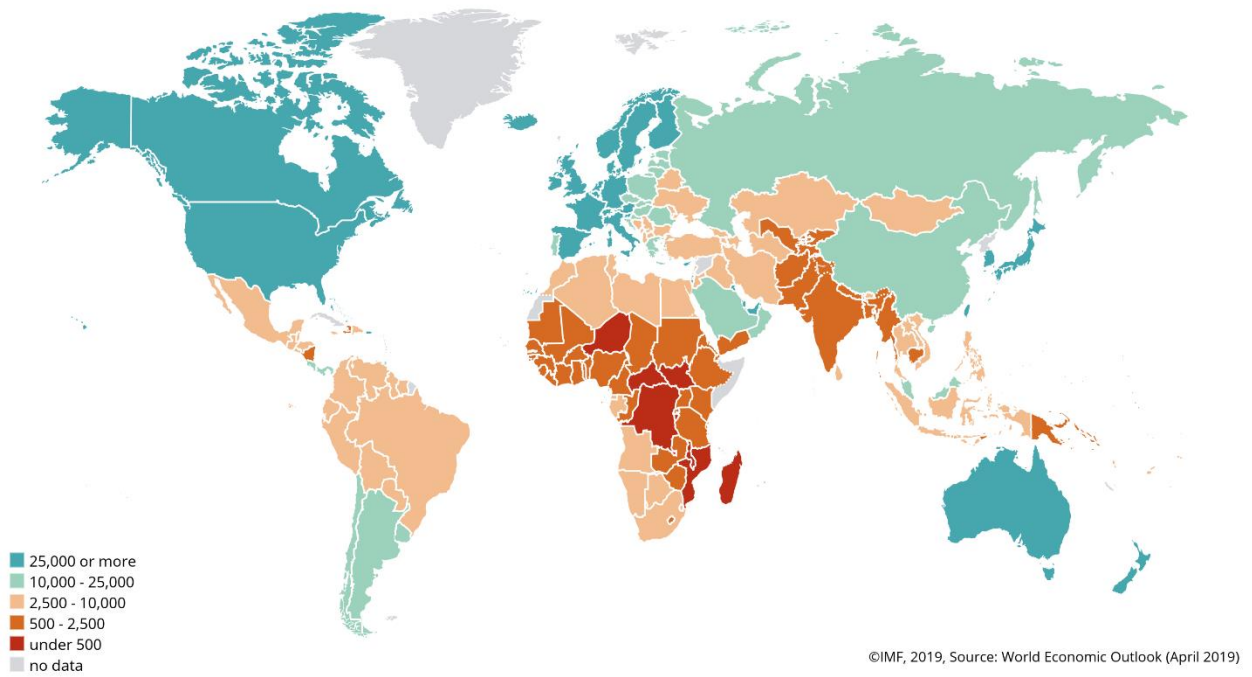 25,000 or more
10,000 - 25,000
2,500 - 10,000
500 - 2,500
under 500
no data
©IMF, 2019, Source: World Economic Outlook (April 2019)